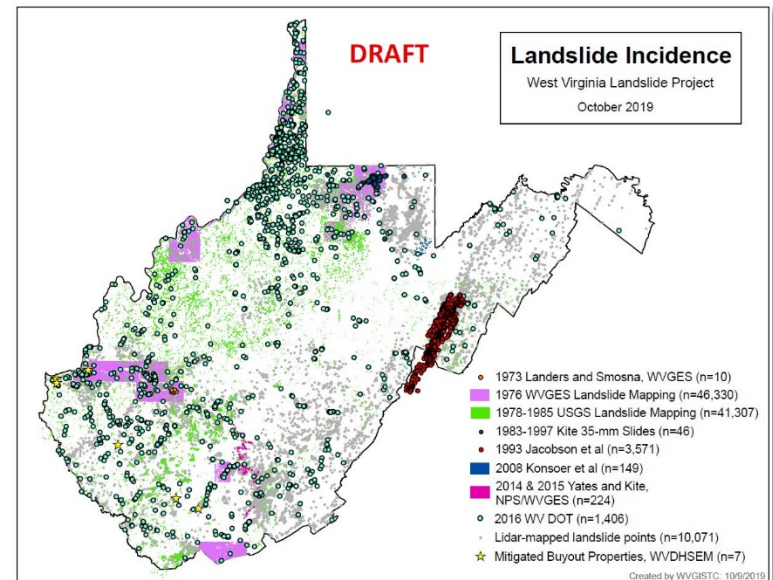 DRAFT
Landslide Incidence
West Virginia Landslide Project
October 2019
1973 Landers and Smosna, WVGES (n=10)
1976 WVGES Landslide Mapping (n=46,330)
1978-1985 USGS Landslide Mapping (n=41,307)
1983-1997 Kite 35-mm Slides (n=46)
1993 Jacobson et al (n=3,571)
2008 Konsoer et al (n=149)
2014 & 2015 Yates and Kite,
NPS/WVGES (n=224)
2016 WV DOT (n=1,406)
Lidar-mapped landslide points (n=10,071)
Mitigated Buyout Properties, WVDHSEM (n=7)
Created by WVGISTC: 10/9/2019